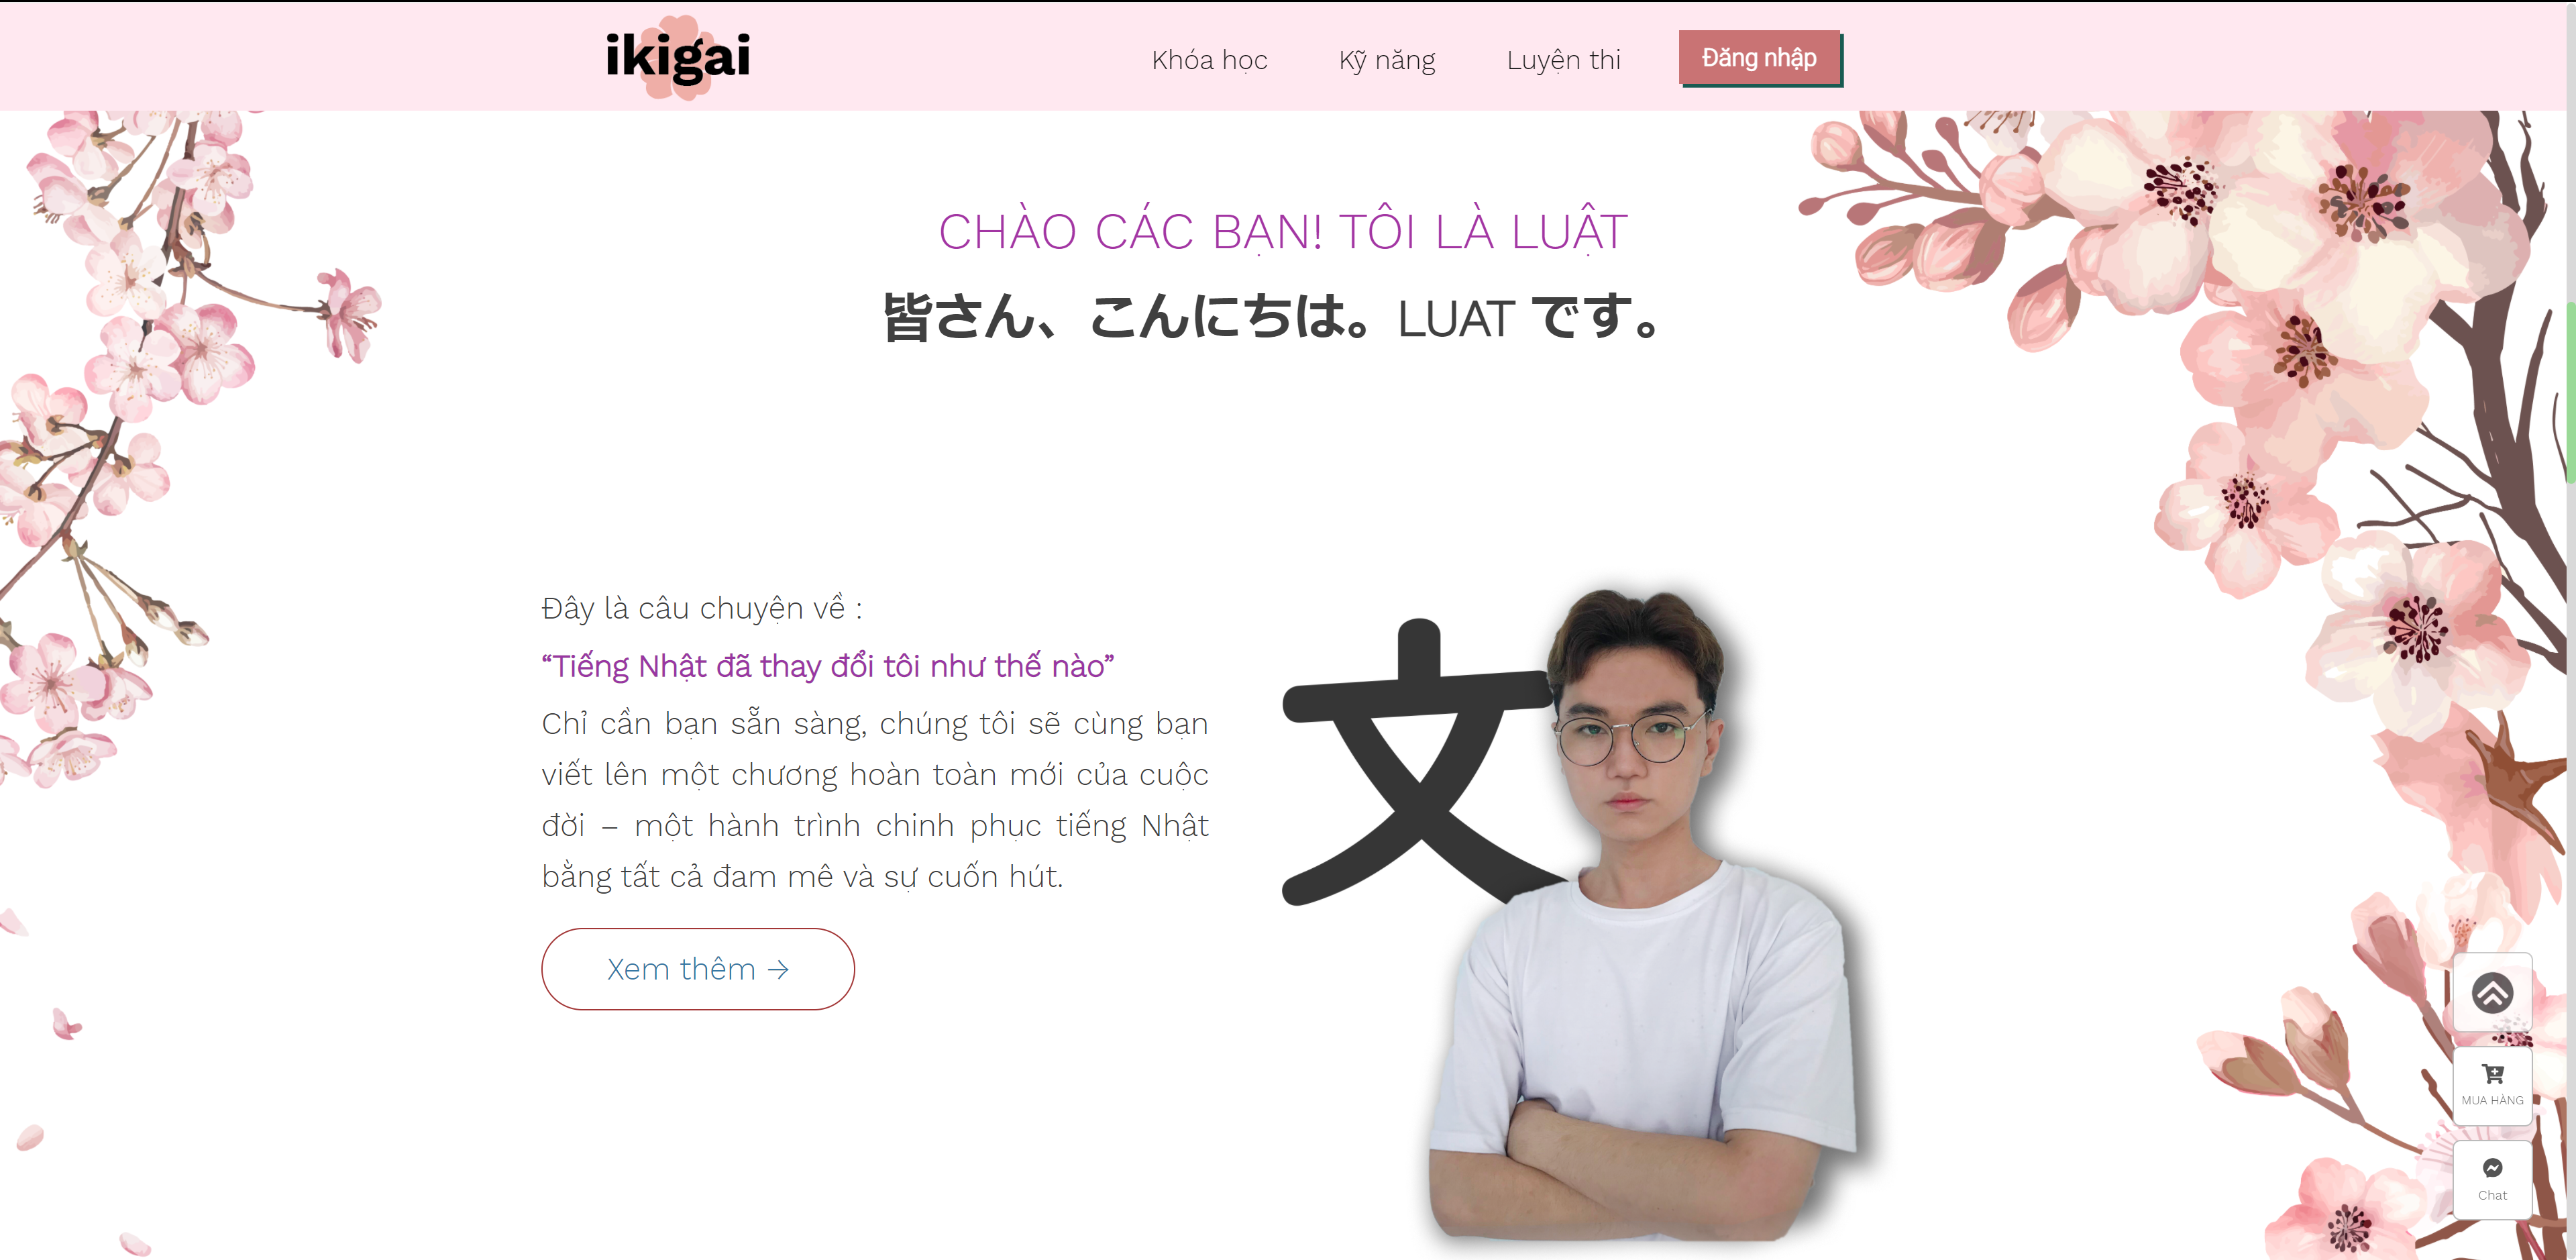 ikigai
Khóa học
Kỹ năng
Luyện thi
Đăng nhập
CHÀO CÁC BẠN! TÔI LÀ LUẬT
皆さん、こんにちは。LUAT です。
Đây là câu chuyện về :
“Tiếng Nhật đã thay đổi tôi như thế nào”
Chỉ cần bạn sẵn sàng, chúng tôi sẽ cùng bạn
viết lên một chương hoàn toàn mới của cuộc
đời – một hành trình chinh phục tiếng Nhật
bằng tất cả đam mê và sự cuốn hút.
Xem thêm →
文
MUA HÀNG
Chat